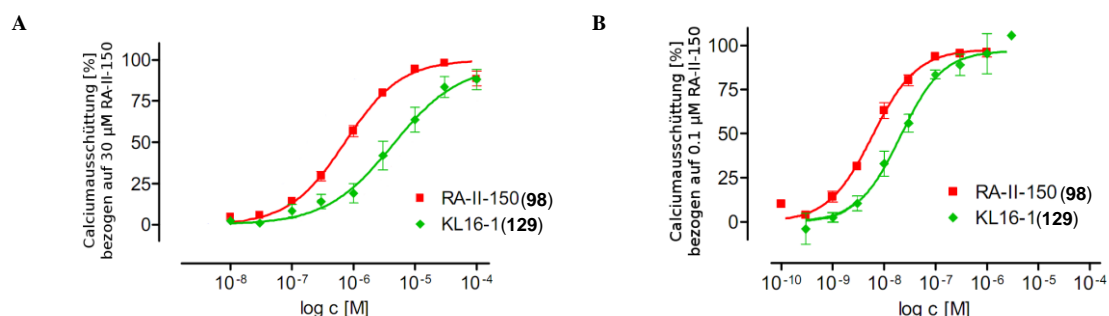 A
Calciumausschüttung [%]
bezogen auf 30 µM RA-II-150
100
75
50
25
0
RA-II-150 (98)
KL16-1 (129)
10-8
10-7
10-6
10-5
10-4
log c [M]
B
Calciumausschüttung [%]
bezogen auf 0.1 µM RA-II-150
100
75
50
25
0
RA-II-150 (98)
KL16-1 (129)
10-10
10-9
10-8
10-7
10-6
10-5
10-4
log c [M]